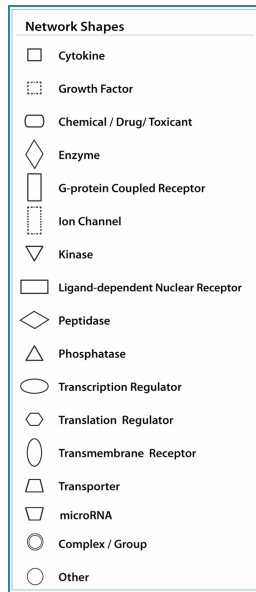 Network Shapes
Cytokine
Growth Factor
Chemical / Drug/ Toxicant
Enzyme
G-protein Coupled Receptor
Ion Channel
Kinase
Ligand-dependent Nuclear Receptor
Peptidase
Phosphatase
Transcription Regulator
Translation Regulator
Transmembrane Receptor
Transporter
microRNA
Complex / Group
Other